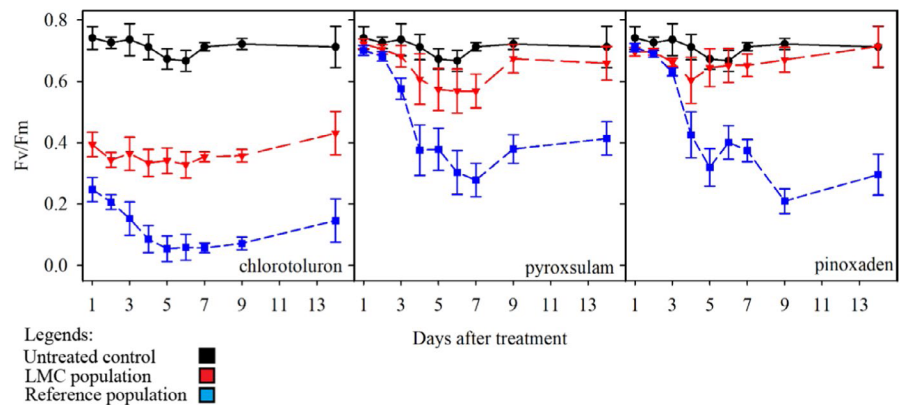 0.8
0.6
0.4
0.2
0.0
Fv/Fm
chlorotoluron
pyroxsulam
pinoxaden
1 3 5 7 9 11 13
1 3 5 7 9 11 13
1 3 5 7 9 11 13
Days after treatment
Legends:
Untreated control
LMC population
Reference population